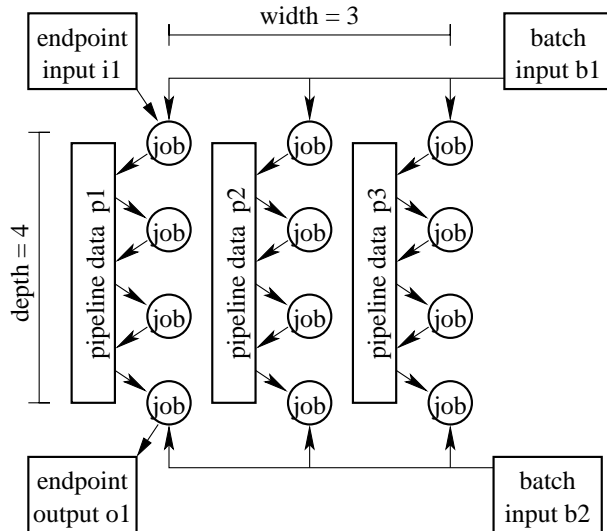 endpoint
input i1
width = 3
batch
input b1
job
job
job
depth = 4
pipeline data p1
pipeline data p2
pipeline data p3
job
job
job
job
job
job
job
job
job
endpoint
output o1
batch
input b2